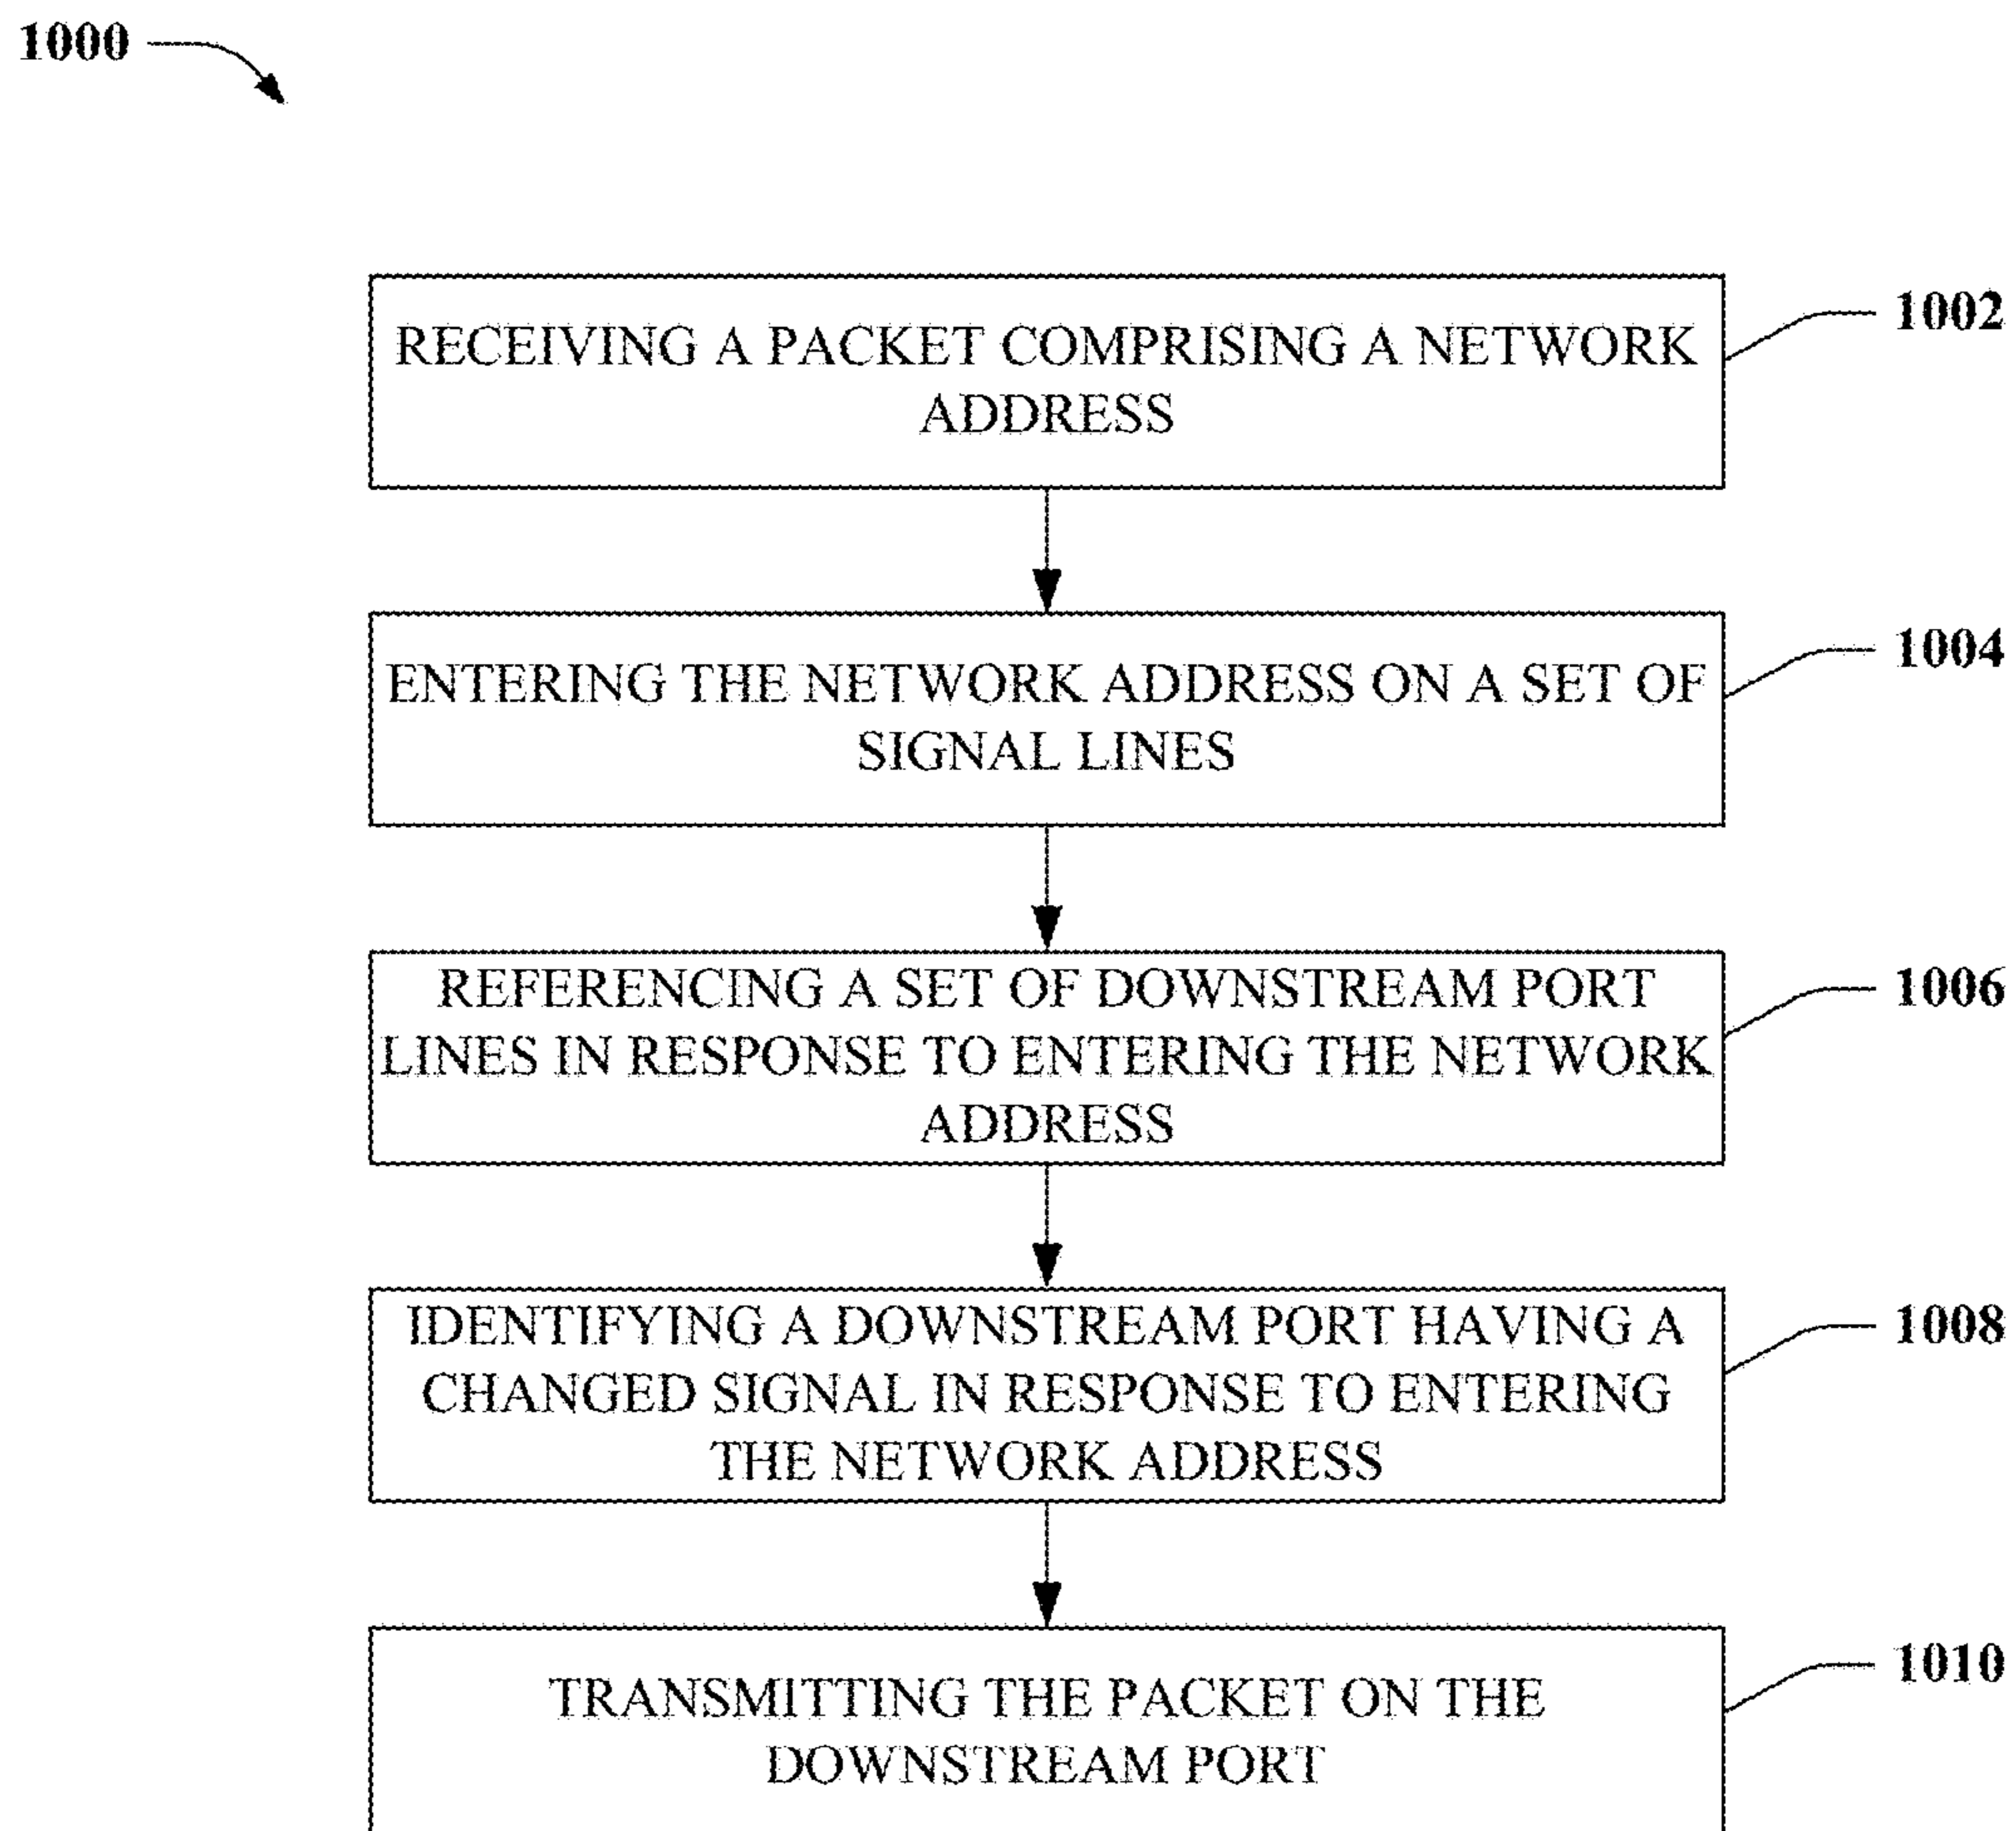 1000
RECEIVING A PACKET COMPRISING A NETWORK
ADDRESS
1002
ENTERING THE NETWORK ADDRESS ON A SET OF
SIGNAL LINES
1004
REFERENCING A SET OF DOWNSTREAM PORT
LINES IN RESPONSE TO ENTERING THE NETWORK
ADDRESS
1006
IDENTIFYING A DOWNSTREAM PORT HAVING A
CHANGED SIGNAL IN RESPONSE TO ENTERING
THE NETWORK ADDRESS
1008
TRANSMITTING THE PACKET ON THE
DOWNSTREAM PORT
1010